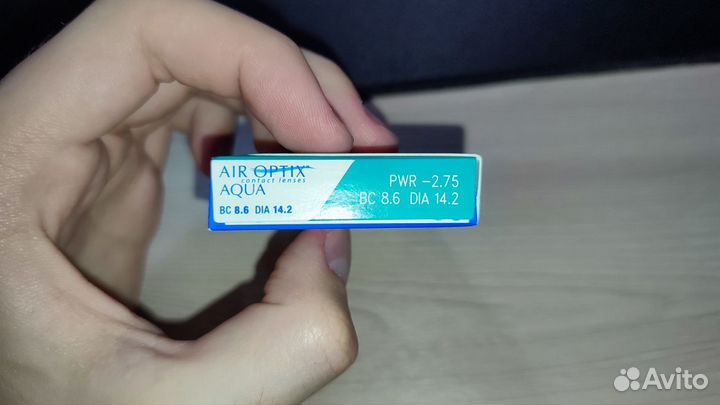 AIR OPTIX™
contact lenses
AQUA
BC 8.6 DIA 14.2
PWR -2.75
BC 8.6 DIA 14.2
Avito